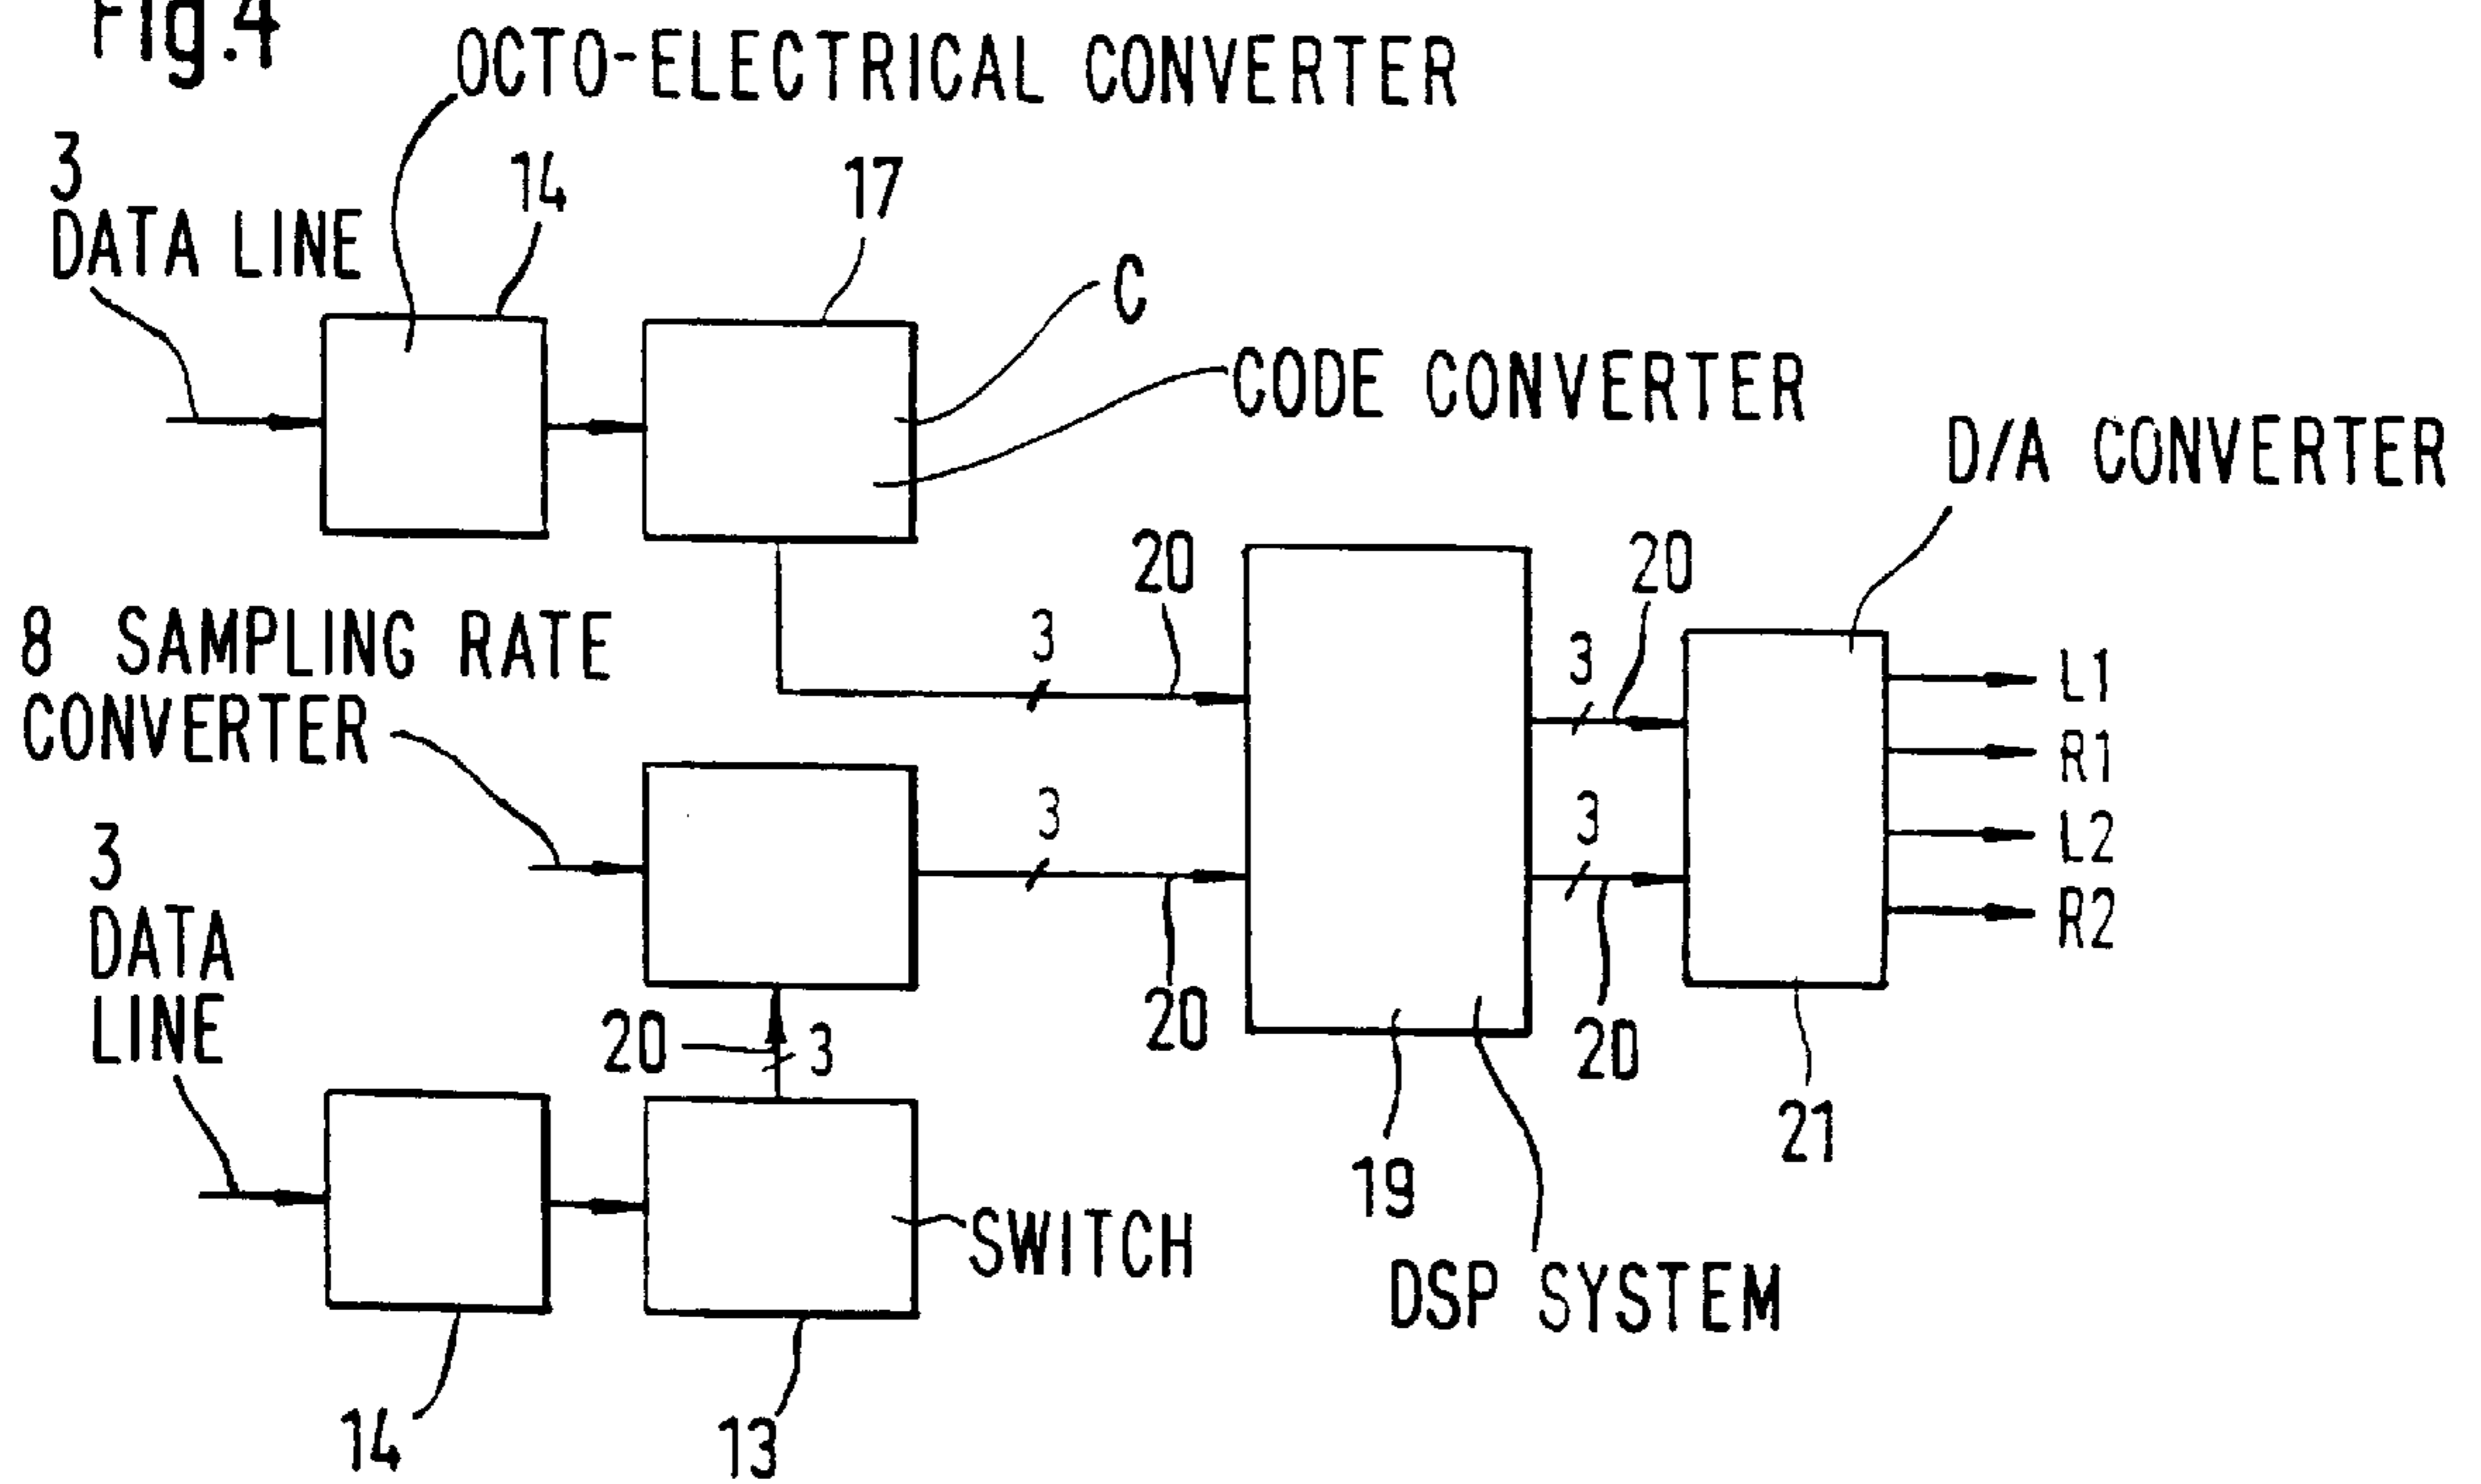 Fig.4
OCTO-ELECTRICAL CONVERTER
3
DATA LINE
14
17
C
CODE CONVERTER
D/A CONVERTER
8 SAMPLING RATE
CONVERTER
3
20
3
20
L1
R1
L2
R2
3
20
3
20
3
DATA
LINE
20
3
19
DSP SYSTEM
21
SWITCH
14
13